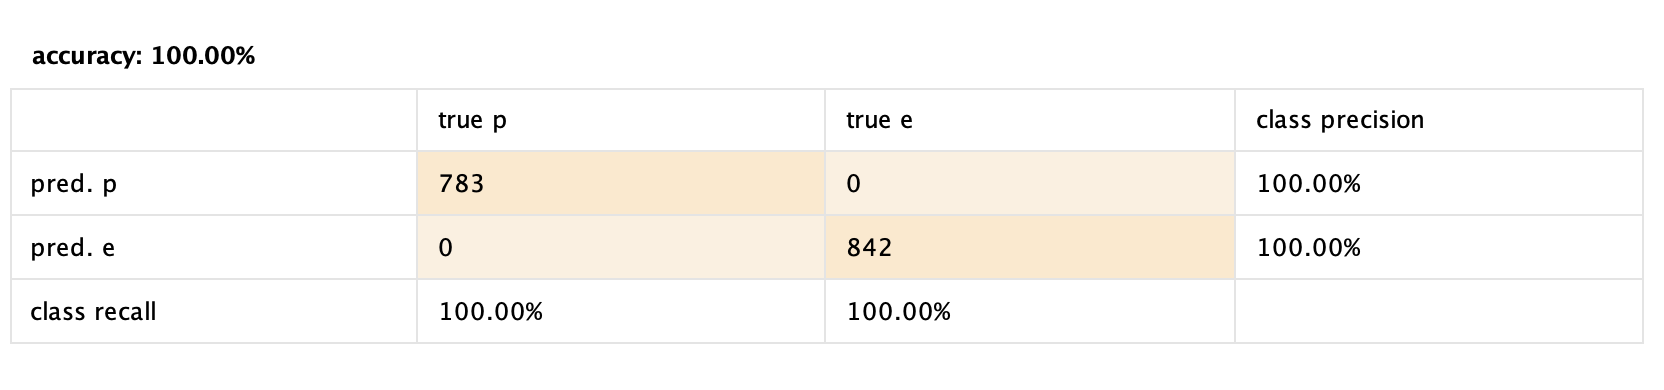 accuracy: 100.00%
true p true e class precision
pred. p 783 0 100.00%
pred. e 0 842 100.00%
class recall 100.00% 100.00%